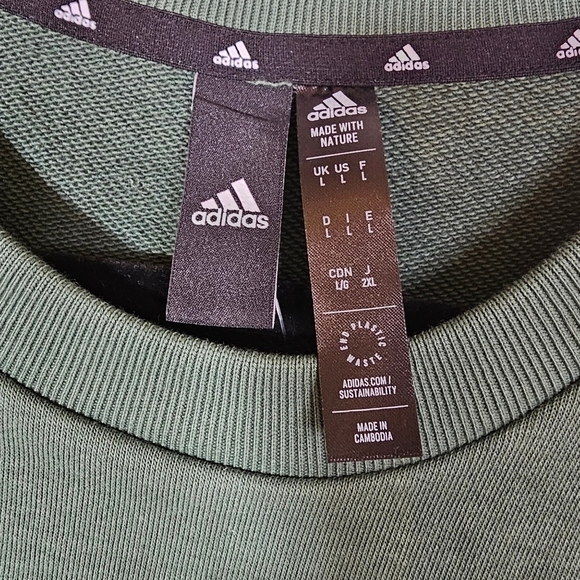 adidas
adidas
adidas
adidas
adidas
adidas
MADE WITH
NATURE
UK US F
L L L
D I E
L L L
CDN J
L/G 2XL
END PLASTIC
WASTE
ADIDAS.COM/
SUSTAINABILITY
MADE IN
CAMBODIA